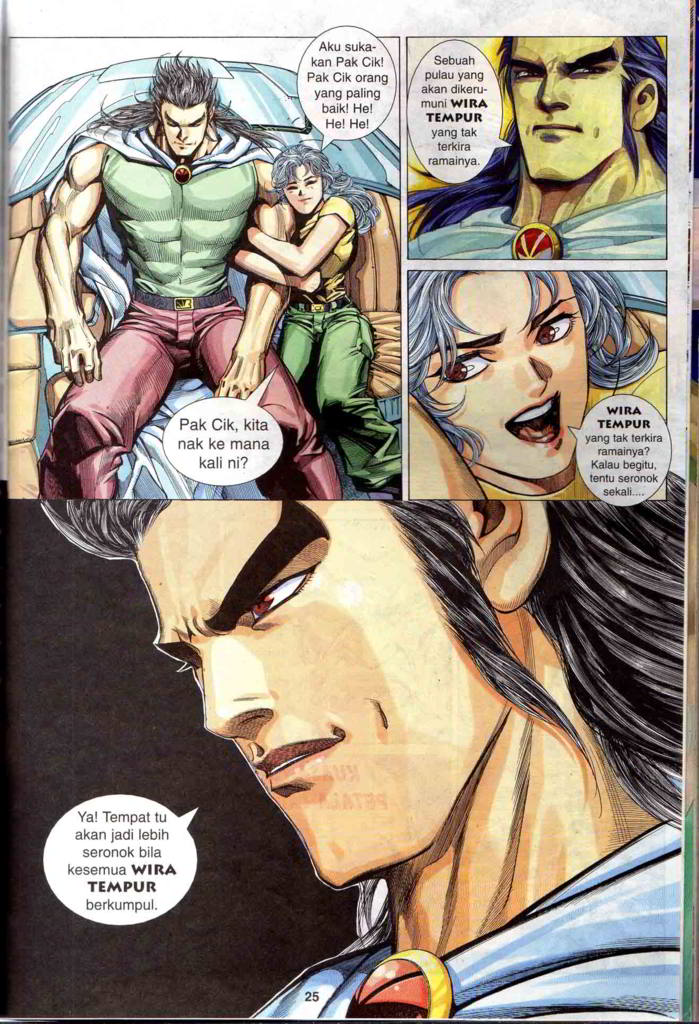 Aku suka-
kan Pak Cik!
Pak Cik orang
yang paling
baik! He!
He! He!
Pak Cik, kita
nak ke mana
kali ni?
Sebuah
pulau yang
akan dikeru-
muni WIRA
TEMPUR
yang tak
terkira
ramainya.
WIRA
TEMPUR
yang tak terkira
ramainya?
Kalau begitu,
tentu seronok
sekali....
Ya! Tempat tu
akan jadi lebih
seronok bila
kesemua WIRA
TEMPUR
berkumpul.
25